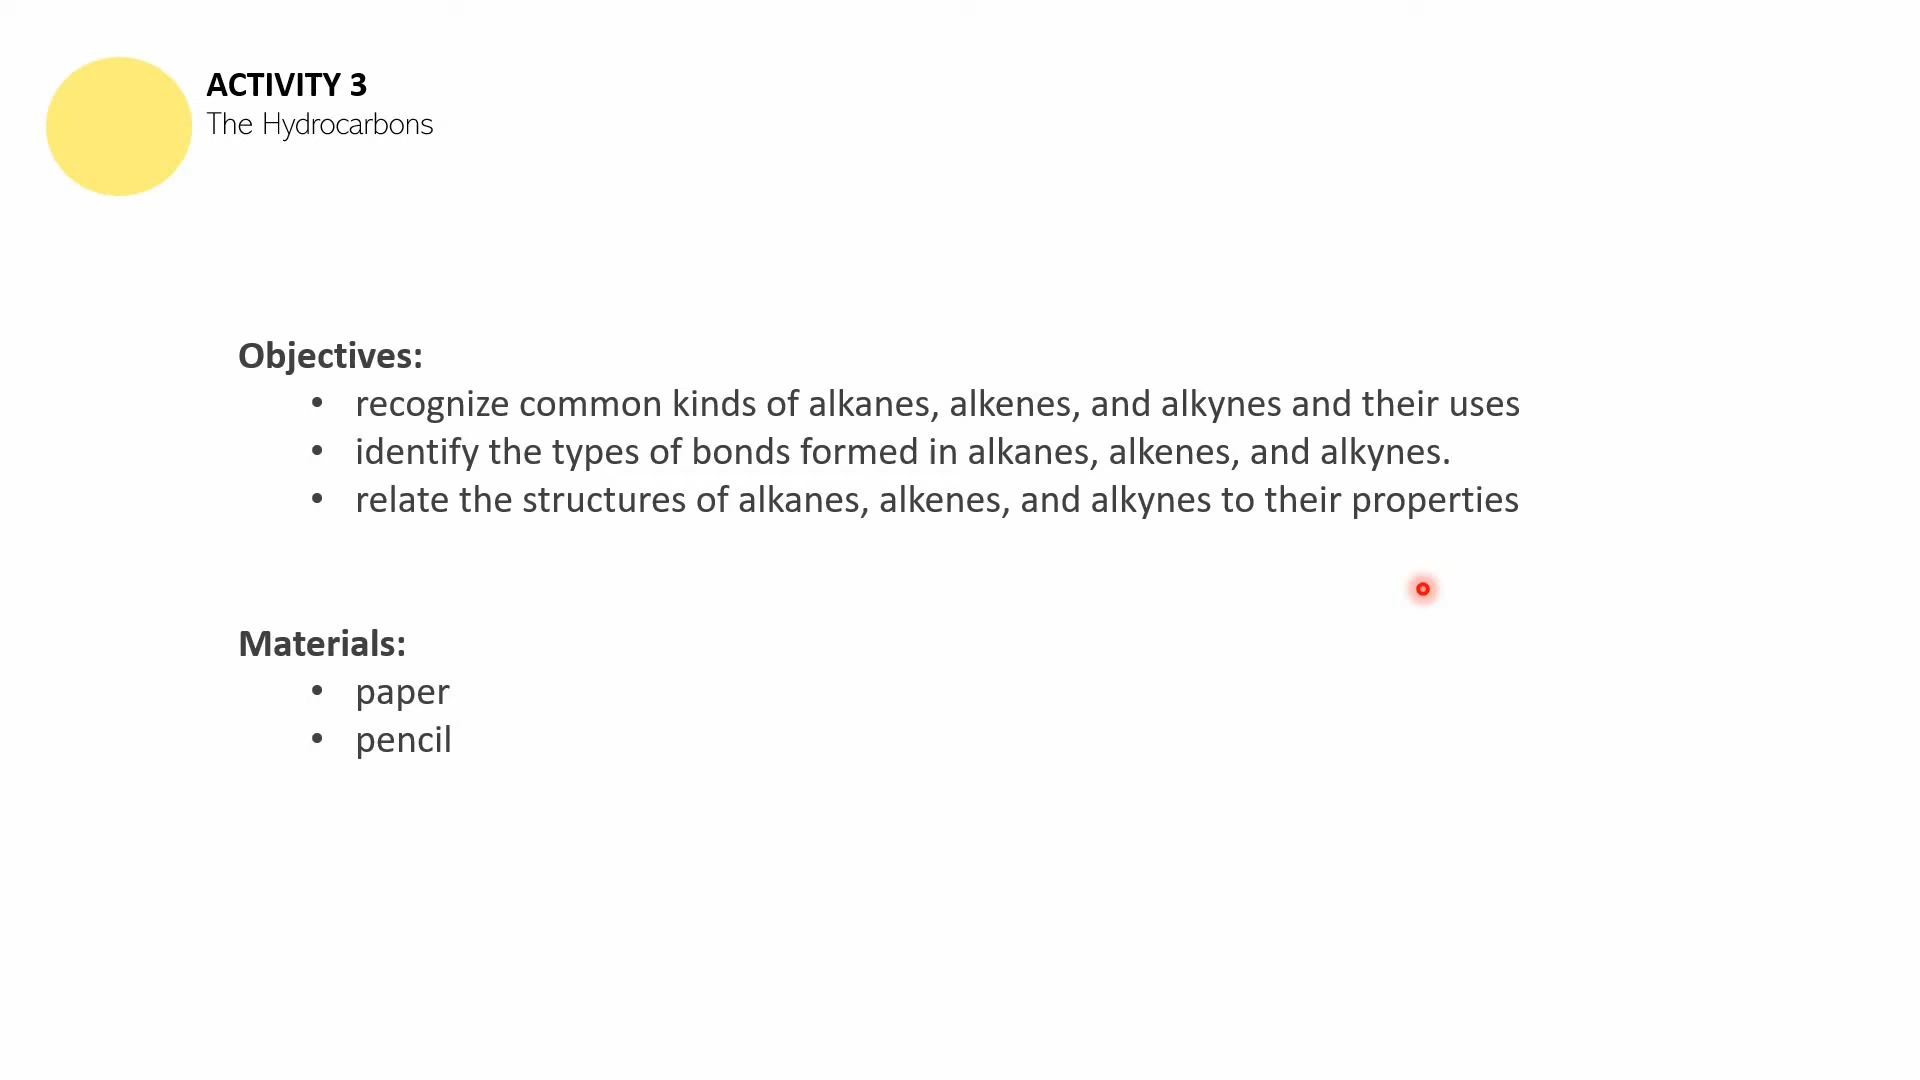 ACTIVITY 3
The Hydrocarbons
Objectives:
• recognize common kinds of alkanes, alkenes, and alkynes and their uses
• identify the types of bonds formed in alkanes, alkenes, and alkynes.
• relate the structures of alkanes, alkenes, and alkynes to their properties
Materials:
• paper
• pencil